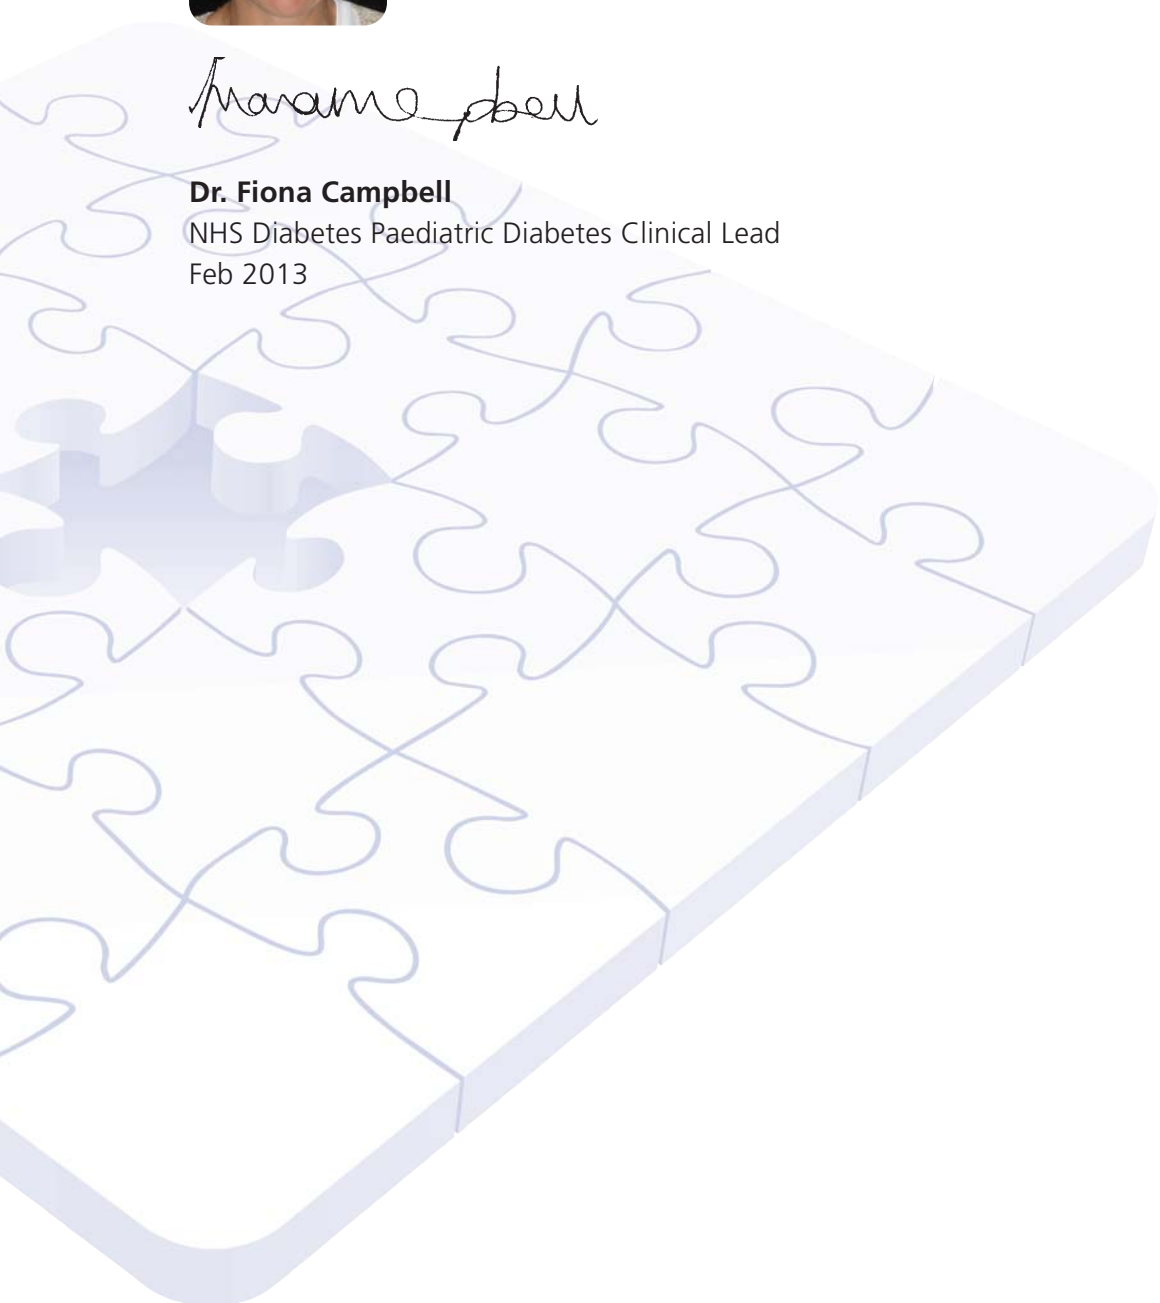 Dr. Fiona Campbell
NHS Diabetes Paediatric Diabetes Clinical Lead
Feb 2013